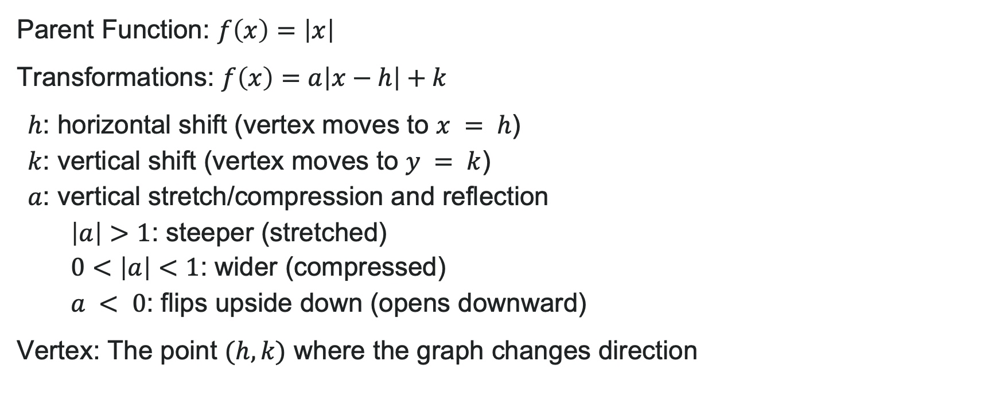 Parent Function: f(x) = |x|
Transformations: f(x) = a|x − h| + k
h: horizontal shift (vertex moves to x = h)
k: vertical shift (vertex moves to y = k)
a: vertical stretch/compression and reflection
|a| > 1: steeper (stretched)
0 < |a| < 1: wider (compressed)
a < 0: flips upside down (opens downward)
Vertex: The point (h, k) where the graph changes direction